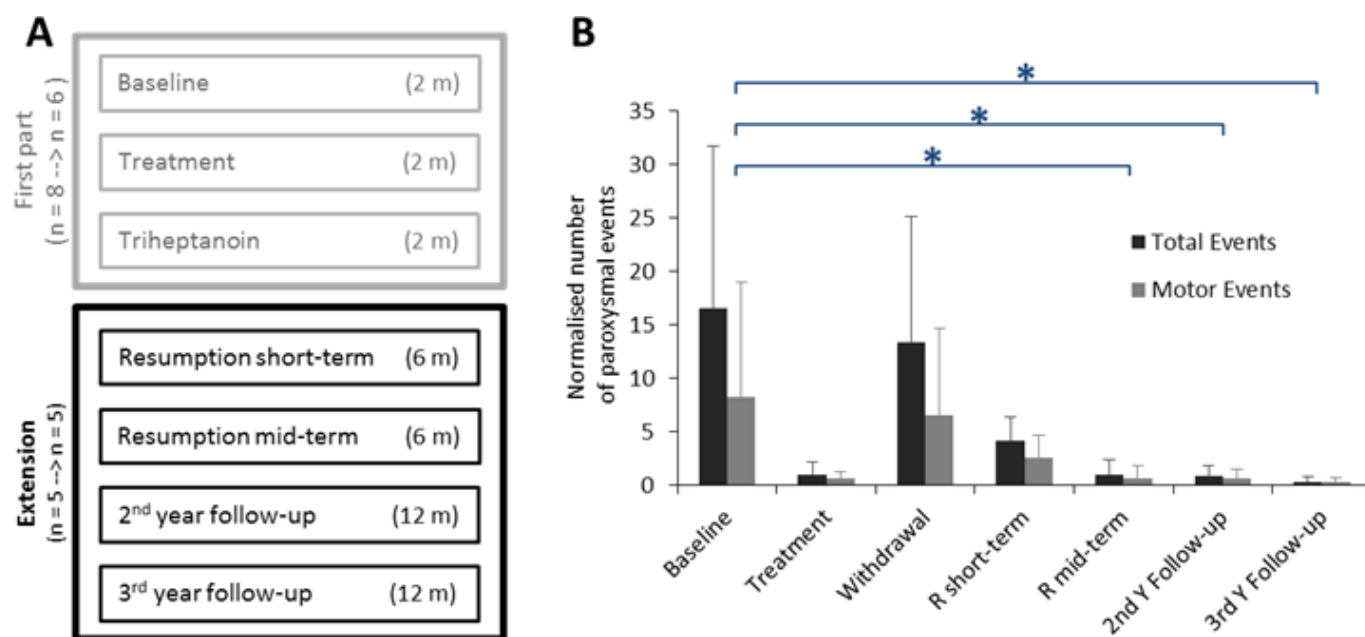 A
First part
(n = 8 --> n = 6)
Baseline (2 m)
Treatment (2 m)
Triheptanoin (2 m)
Extension
(n = 5 --> n = 5)
Resumption short-term (6 m)
Resumption mid-term (6 m)
2nd year follow-up (12 m)
3rd year follow-up (12 m)
B
*
*
*
Normalised number
of paroxysmal events
35
30
25
20
15
10
5
0
Total Events
Motor Events
Baseline
Treatment
Withdrawal
R short-term
R mid-term
2nd Y Follow-up
3rd Y Follow-up